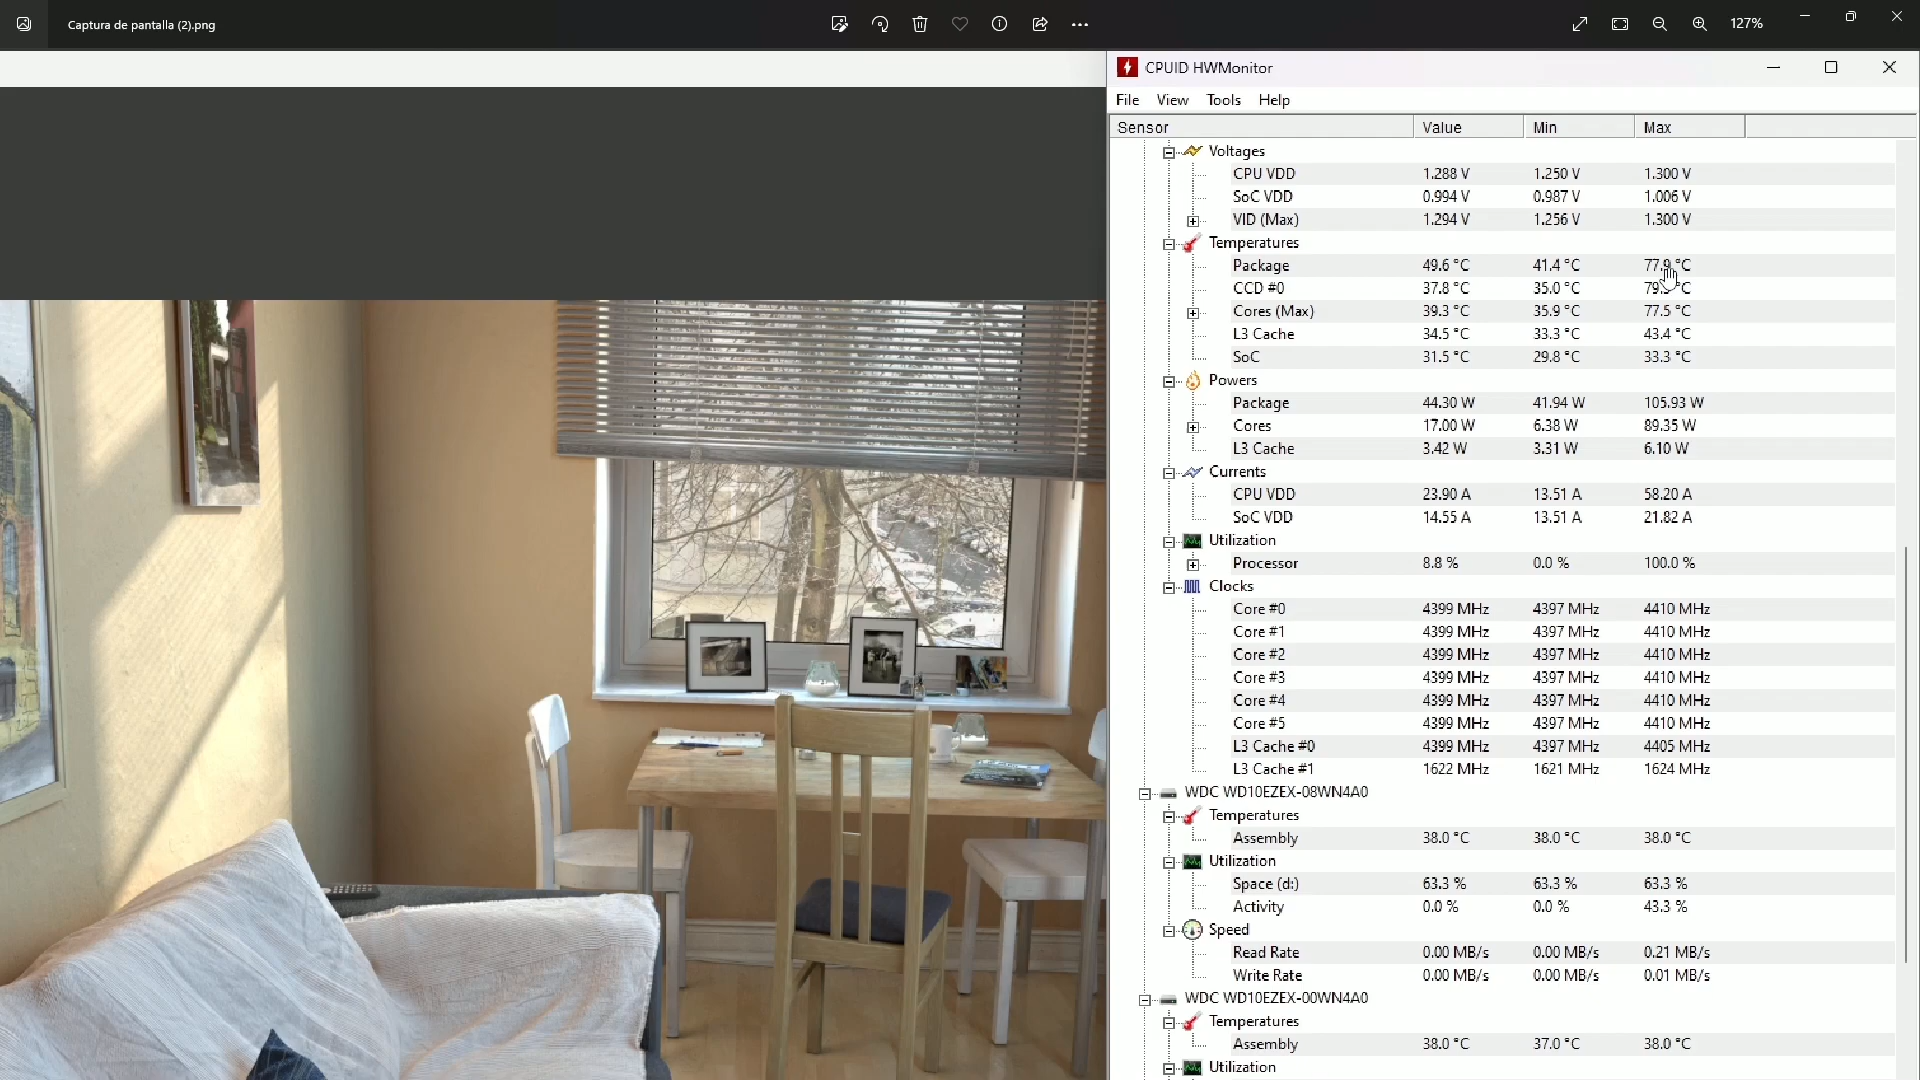 Captura de pantalla (2).png
127%
CPUID HWMonitor
File View Tools Help
Sensor Value Min Max
Voltages
CPU VDD 1.288 V 1.250 V 1.300 V
SoC VDD 0.994 V 0.987 V 1.006 V
VID (Max) 1.294 V 1.256 V 1.300 V
Temperatures
Package 49.6 °C 41.4 °C 77.9 °C
CCD #0 37.8 °C 35.0 °C
Cores (Max) 39.3 °C 35.9 °C 77.5 °C
L3 Cache 34.5 °C 33.3 °C 43.4 °C
SoC 31.5 °C 29.8 °C 33.3 °C
Powers
Package 44.30 W 41.94 W 105.93 W
Cores 17.00 W 6.38 W 89.35 W
L3 Cache 3.42 W 3.31 W 6.10 W
Currents
CPU VDD 23.90 A 13.51 A 58.20 A
SoC VDD 14.55 A 13.51 A 21.82 A
Utilization
Processor 8.8 % 0.0 % 100.0 %
Clocks
Core #0 4399 MHz 4397 MHz 4410 MHz
Core #1 4399 MHz 4397 MHz 4410 MHz
Core #2 4399 MHz 4397 MHz 4410 MHz
Core #3 4399 MHz 4397 MHz 4410 MHz
Core #4 4399 MHz 4397 MHz 4410 MHz
Core #5 4399 MHz 4397 MHz 4410 MHz
L3 Cache #0 4399 MHz 4397 MHz 4405 MHz
L3 Cache #1 1622 MHz 1621 MHz 1624 MHz
WDC WD10EZEX-08WN4A0
Temperatures
Assembly 38.0 °C 38.0 °C 38.0 °C
Utilization
Space (d:) 63.3 % 63.3 % 63.3 %
Activity 0.0 % 0.0 % 43.3 %
Speed
Read Rate 0.00 MB/s 0.00 MB/s 0.21 MB/s
Write Rate 0.00 MB/s 0.00 MB/s 0.01 MB/s
WDC WD10EZEX-00WN4A0
Temperatures
Assembly 38.0 °C 37.0 °C 38.0 °C
Utilization